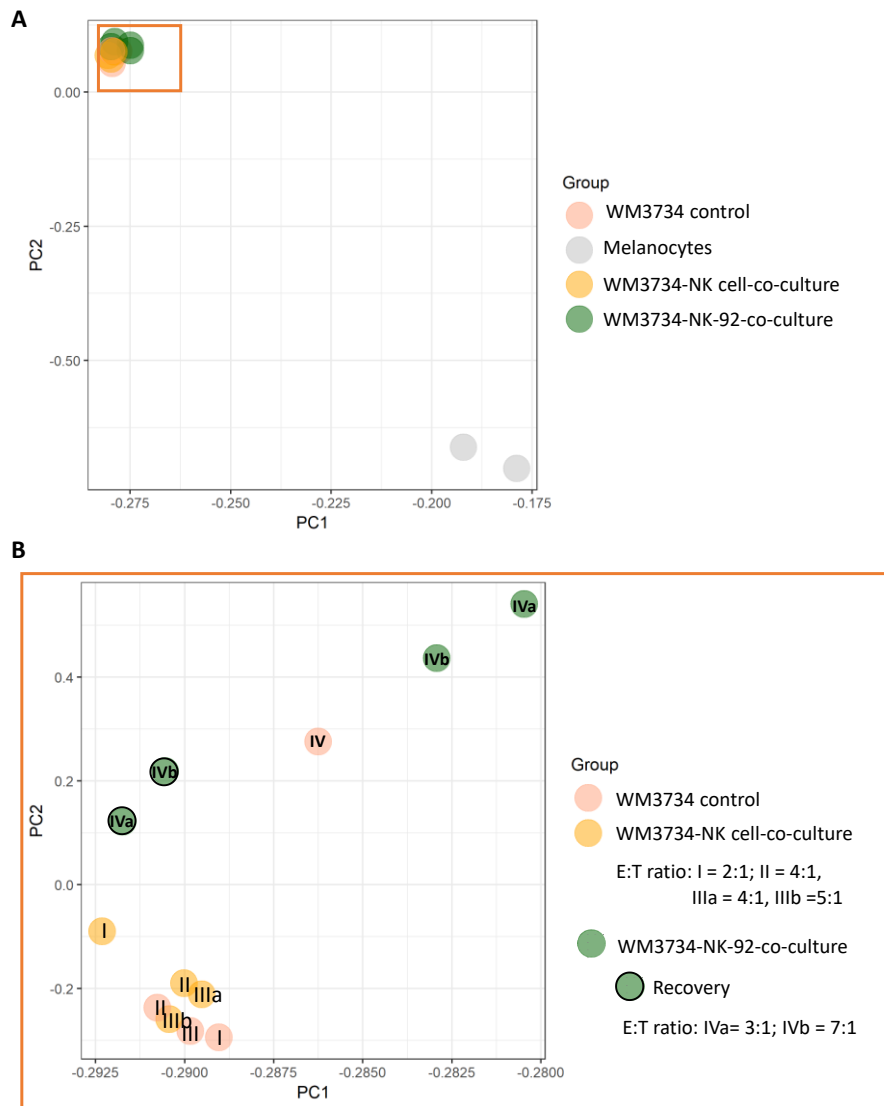 A
0.00
-0.25
-0.50
PC2
-0.275
-0.250
-0.225
-0.200
-0.175
PC1
Group
WM3734 control
Melanocytes
WM3734-NK cell-co-culture
WM3734-NK-92-co-culture
B
0.4
0.2
0.0
-0.2
PC2
IVa
IVb
IV
IVb
IVa
I
II
IIIa
II
IIIb
III
I
-0.2925
-0.2900
-0.2875
-0.2850
-0.2825
-0.2800
PC1
Group
WM3734 control
WM3734-NK cell-co-culture
E:T ratio: I = 2:1; II = 4:1,
IIIa = 4:1, IIIb =5:1
WM3734-NK-92-co-culture
Recovery
E:T ratio: IVa= 3:1; IVb = 7:1